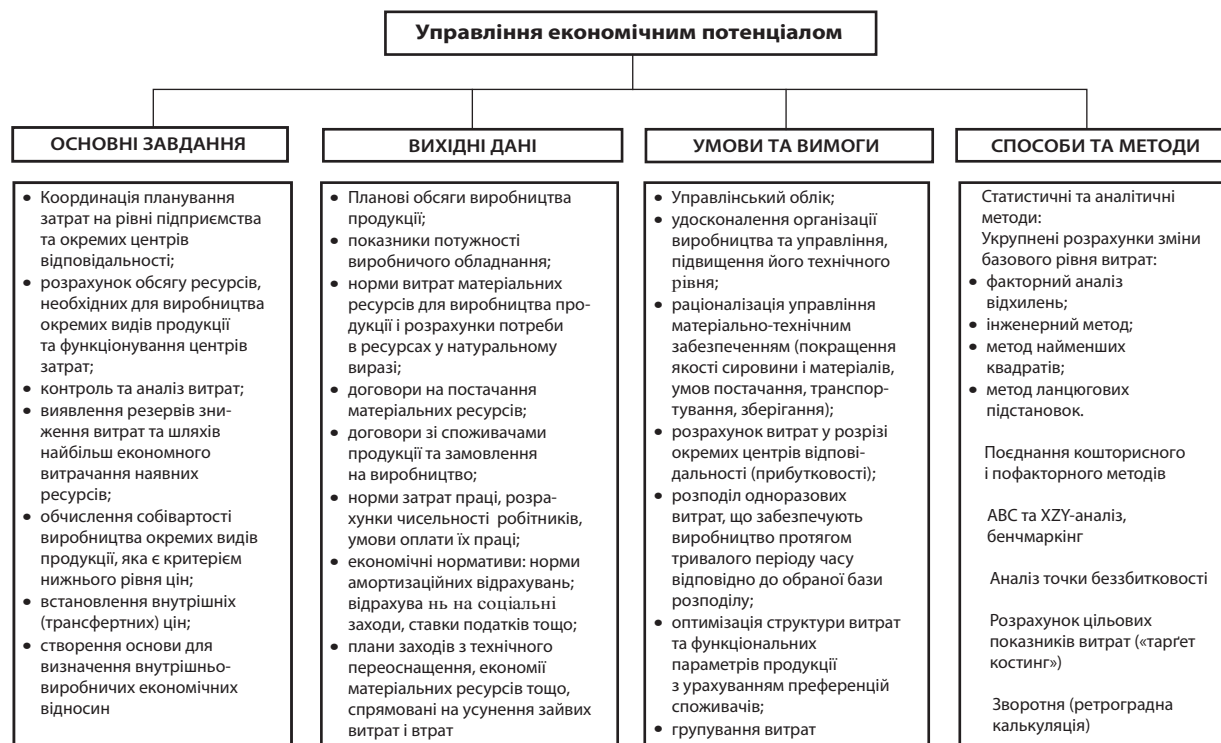 Управління економічним потенціалом
ОСНОВНІ ЗАВДАННЯ
• Координація планування
затрат на рівні підприємства
та окремих центрів
відповідальності;
• розрахунок обсягу ресурсів,
необхідних для виробництва
окремих видів продукції
та функціонування центрів
затрат;
• контроль та аналіз витрат;
• виявлення резервів зни-
ження витрат та шляхів
найбільш економного
витрачання наявних
ресурсів;
• обчислення собівартості
виробництва окремих видів
продукції, яка є критерієм
нижнього рівня цін;
• встановлення внутрішніх
(трансфертних) цін;
• створення основи для
визначення внутрішньо-
виробничих економічних
відносин
ВИХІДНІ ДАНІ
• Планові обсяги виробництва
продукції;
• показники потужності
виробничого обладнання;
• норми витрат матеріальних
ресурсів для виробництва про-
дукції і розрахунки потреби
в ресурсах у натуральному
виразі;
• договори на постачання
матеріальних ресурсів;
• договори зі споживачами
продукції та замовлення
на виробництво;
• норми затрат праці, розра-
хунки чисельності робітників,
умови оплати їх праці;
• економічні нормативи: норми
амортизаційних відрахувань;
відрахува нь на соціальні
заходи, ставки податків тощо;
• плани заходів з технічного
переоснащення, економії
матеріальних ресурсів тощо,
спрямовані на усунення зайвих
витрат і втрат
УМОВИ ТА ВИМОГИ
• Управлінський облік;
• удосконалення організації
виробництва та управління,
підвищення його технічного
рівня;
• раціоналізація управління
матеріально-технічним
забезпеченням (покращення
якості сировини і матеріалів,
умов постачання, транспор-
тування, зберігання);
• розрахунок витрат у розрізі
окремих центрів відпові-
дальності (прибутковості);
• розподіл одноразових
витрат, що забезпечують
виробництво протягом
тривалого періоду часу
відповідно до обраної бази
розподілу;
• оптимізація структури витрат
та функціональних
параметрів продукції
з урахуванням преференцій
споживачів;
• групування витрат
СПОСОБИ ТА МЕТОДИ
Статистичні та аналітичні
методи:
Укрупнені розрахунки зміни
базового рівня витрат:
• факторний аналіз
відхилень;
• інженерний метод;
• метод найменших
квадратів;
• метод ланцюгових
підстановок.
Поєднання кошторисного
і пофакторного методів
АВС та XZY-аналіз,
бенчмаркінг
Аналіз точки беззбитковості
Розрахунок цільових
показників витрат («тарґет
костинг»)
Зворотня (ретроградна
калькуляція)